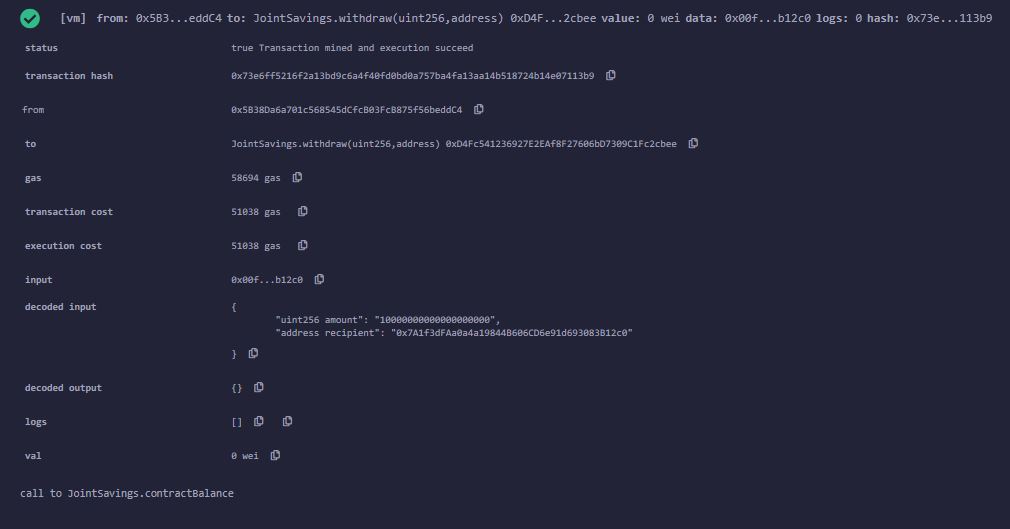 [vm] from: 0x5B3...eddC4 to: JointSavings.withdraw(uint256,address) 0xD4F...2cbee value: 0 wei data: 0x00f...b12c0 logs: 0 hash: 0x73e...113b9
status true Transaction mined and execution succeed
transaction hash 0x73e6ff5216f2a13bd9c6a4f40fd0bd0a757ba4fa13aa14b518724b14e07113b9
from 0x5B38Da6a701c568545dCfcB03FcB875f56beddC4
to JointSavings.withdraw(uint256,address) 0xD4Fc541236927E2EAf8F27606bD7309C1Fc2cbee
gas 58694 gas
transaction cost 51038 gas
execution cost 51038 gas
input 0x00f...b12c0
decoded input {
"uint256 amount": "10000000000000000000",
"address recipient": "0x7A1f3dFAa0a4a19844B606CD6e91d693083B12c0"
}
decoded output {}
logs []
val 0 wei
call to JointSavings.contractBalance